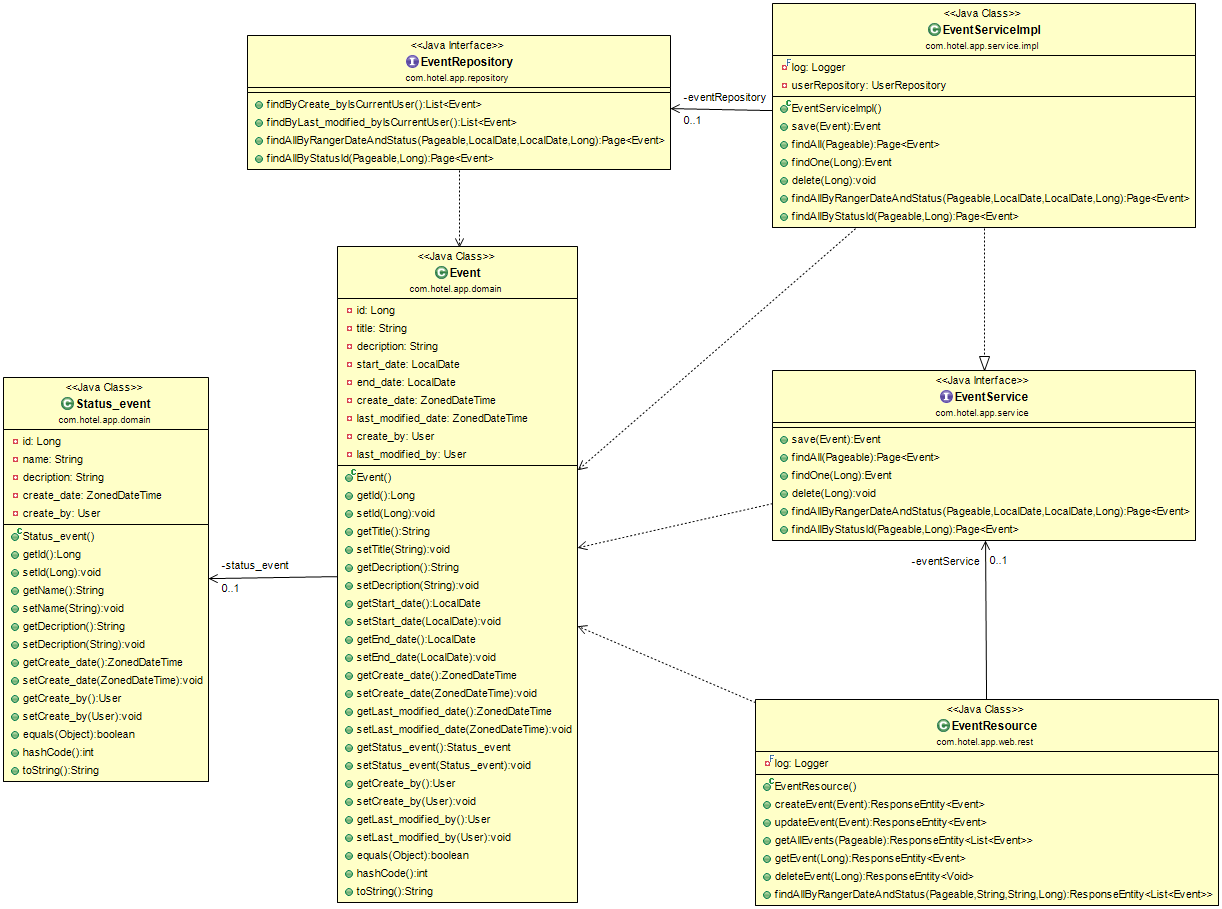 <<Java Interface>>
EventRepository
com.hotel.app.repository
findByCreate_byIsCurrentUser():List<Event>
findByLast_modified_byIsCurrentUser():List<Event>
findAllByRangerDateAndStatus(Pageable,LocalDate,LocalDate,Long):Page<Event>
findAllByStatusId(Pageable,Long):Page<Event>
-eventRepository
0..1
<<Java Class>>
EventServiceImpl
com.hotel.app.service.impl
log: Logger
userRepository: UserRepository
EventServiceImpl()
save(Event):Event
findAll(Pageable):Page<Event>
findOne(Long):Event
delete(Long):void
findAllByRangerDateAndStatus(Pageable,LocalDate,LocalDate,Long):Page<Event>
findAllByStatusId(Pageable,Long):Page<Event>
<<Java Class>>
Status_event
com.hotel.app.domain
id: Long
name: String
decription: String
create_date: ZonedDateTime
create_by: User
Status_event()
getId():Long
setId(Long):void
getName():String
setName(String):void
getDecription():String
setDecription(String):void
getCreate_date():ZonedDateTime
setCreate_date(ZonedDateTime):void
getCreate_by():User
setCreate_by(User):void
equals(Object):boolean
hashCode():int
toString():String
-status_event
0..1
<<Java Class>>
Event
com.hotel.app.domain
id: Long
title: String
decription: String
start_date: LocalDate
end_date: LocalDate
create_date: ZonedDateTime
last_modified_date: ZonedDateTime
create_by: User
last_modified_by: User
Event()
getId():Long
setId(Long):void
getTitle():String
setTitle(String):void
getDecription():String
setDecription(String):void
getStart_date():LocalDate
setStart_date(LocalDate):void
getEnd_date():LocalDate
setEnd_date(LocalDate):void
getCreate_date():ZonedDateTime
setCreate_date(ZonedDateTime):void
getLast_modified_date():ZonedDateTime
setLast_modified_date(ZonedDateTime):void
getStatus_event():Status_event
setStatus_event(Status_event):void
getCreate_by():User
setCreate_by(User):void
getLast_modified_by():User
setLast_modified_by(User):void
equals(Object):boolean
hashCode():int
toString():String
<<Java Interface>>
EventService
com.hotel.app.service
save(Event):Event
findAll(Pageable):Page<Event>
findOne(Long):Event
delete(Long):void
findAllByRangerDateAndStatus(Pageable,LocalDate,LocalDate,Long):Page<Event>
findAllByStatusId(Pageable,Long):Page<Event>
-eventService
0..1
<<Java Class>>
EventResource
com.hotel.app.web.rest
log: Logger
EventResource()
createEvent(Event):ResponseEntity<Event>
updateEvent(Event):ResponseEntity<Event>
getAllEvents(Pageable):ResponseEntity<List<Event>>
getEvent(Long):ResponseEntity<Event>
deleteEvent(Long):ResponseEntity<Void>
findAllByRangerDateAndStatus(Pageable,String,String,Long):ResponseEntity<List<Event>>